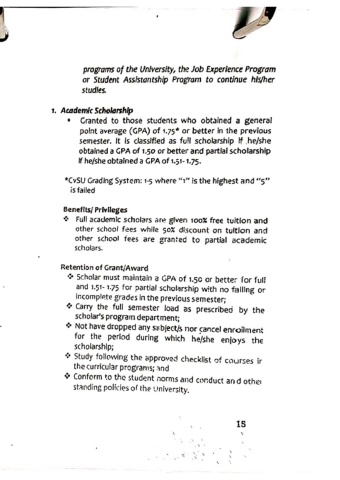 programs of the University, the Job Experience Program
or Student Assistantship Program to continue his/her
studies.
1. Academic Scholarship
• Granted to those students who obtained a general
point average (GPA) of 1.75* or better in the previous
semester. It is classified as full scholarship if he/she
obtained a GPA of 1.50 or better and partial scholarship
if he/she obtained a GPA of 1.51- 1.75.
*CvSU Grading System: 1-5 where "1" is the highest and "5"
is failed
Benefits/ Privileges
❖ Full academic scholars are given 100% free tuition and
other school fees while 50% discount on tuition and
other school fees are granted to partial academic
scholars.
Retention of Grant/Award
❖ Scholar must maintain a GPA of 1.50 or better for full
and 1.51- 1.75 for partial scholarship with no failing or
incomplete grades in the previous semester;
❖ Carry the full semester load as prescribed by the
scholar's program department;
❖ Not have dropped any subject/s nor cancel enrollment
for the period during which he/she enjoys the
scholarship;
❖ Study following the approved checklist of courses in
the curricular programs; and
❖ Conform to the student norms and conduct and other
standing policies of the University.
15